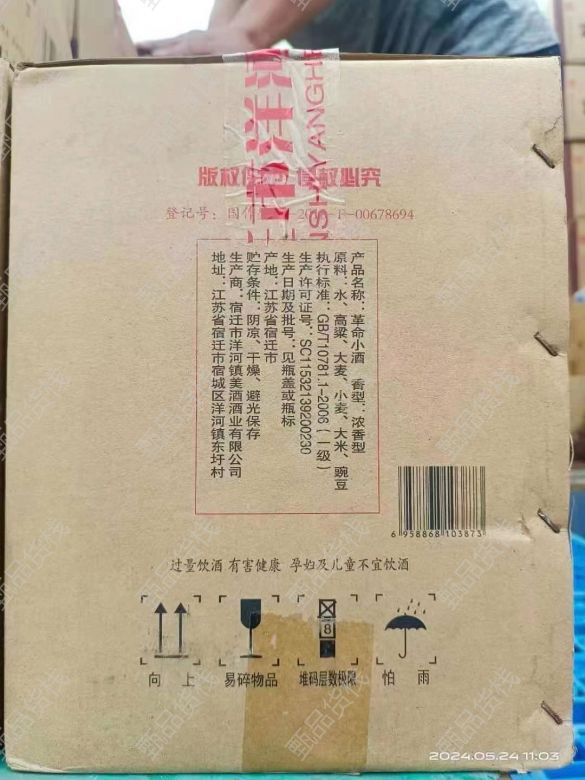 洋河
SHIYANGHE
版权 侵权必究
登记号：国作 -F-00678694
产品名称：革命小酒 香型：浓香型
原料：水、高粱、大麦、小麦、大米、豌豆
执行标准：GB/T10781.1-2006（一级）
生产许可证号：SC11532139200230
生产日期及批号：见瓶盖或瓶标
产地：江苏省宿迁市
贮存条件：阴凉、干燥、避光保存
生产商：宿迁市洋河镇美酒酒业有限公司
地址：江苏省宿迁市宿城区洋河镇东圩村
6 958868 103873
过量饮酒 有害健康 孕妇及儿童不宜饮酒
8
向 上
易碎物品
堆码层数极限
怕 雨
2024.05.24 11:03
甄品货栈